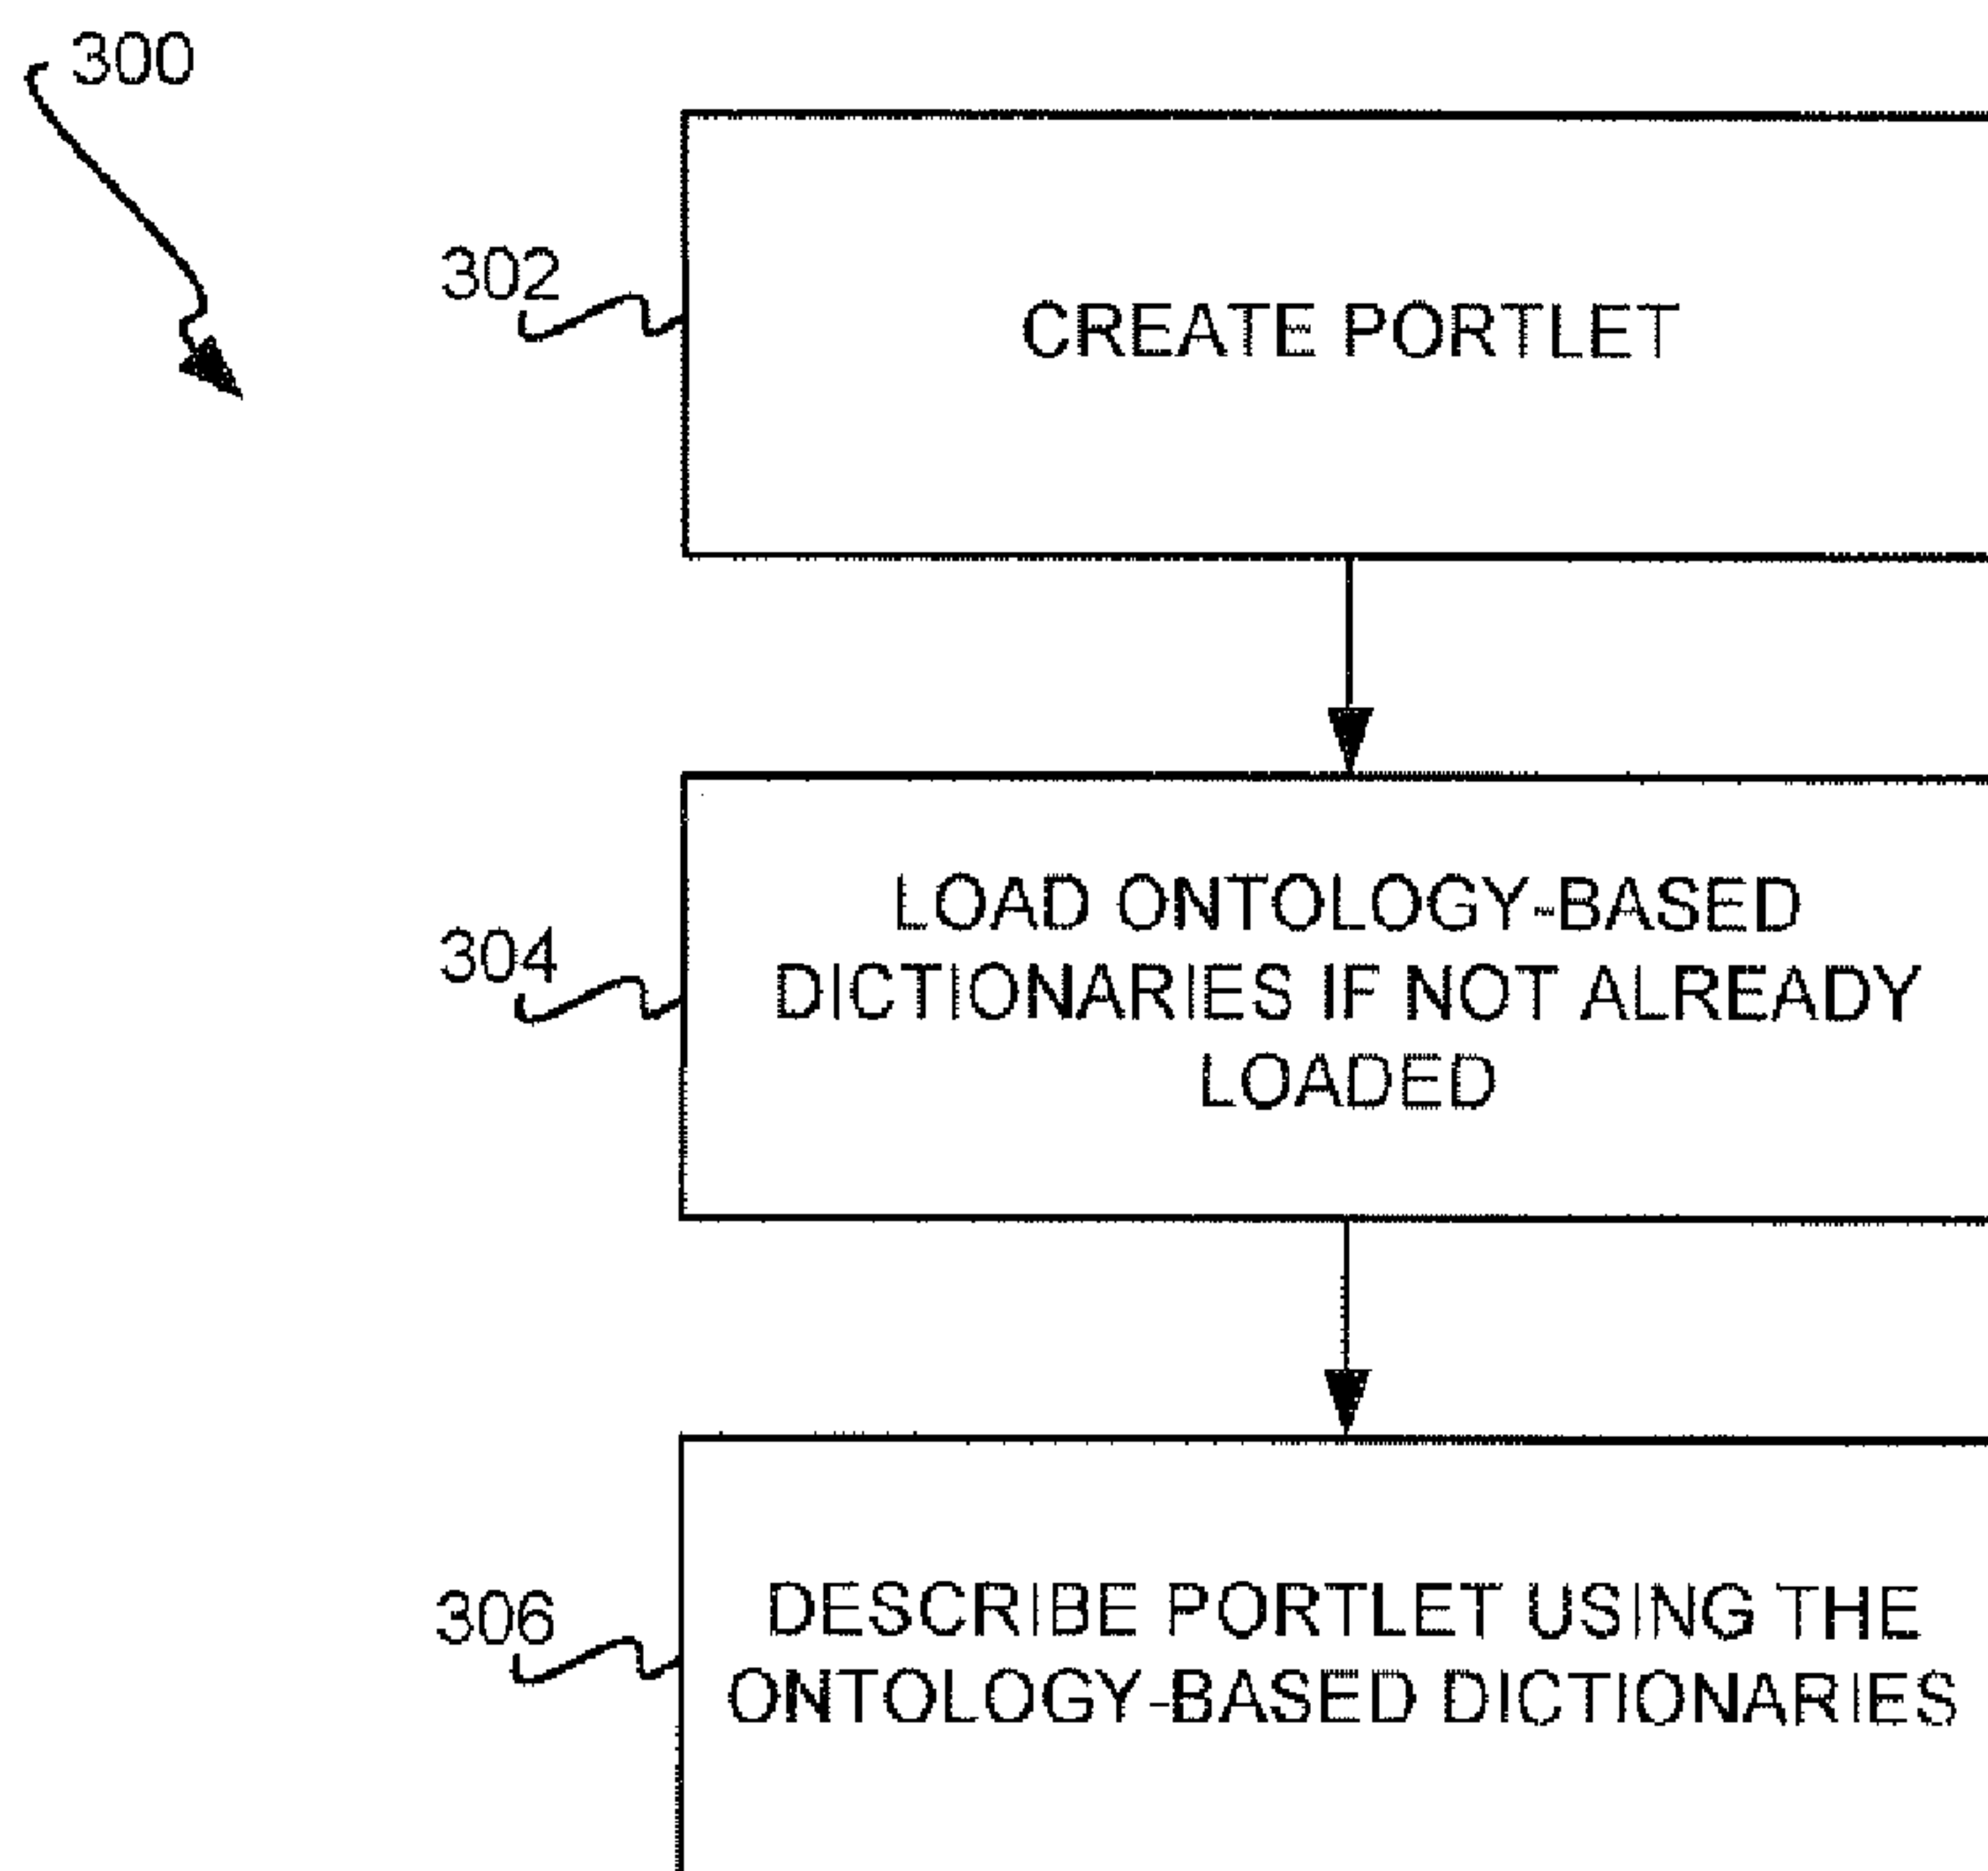 300
302
CREATE PORTLET
304
LOAD ONTOLOGY-BASED
DICTIONARIES IF NOT ALREADY
LOADED
306
DESCRIBE PORTLET USING THE
ONTOLOGY-BASED DICTIONARIES